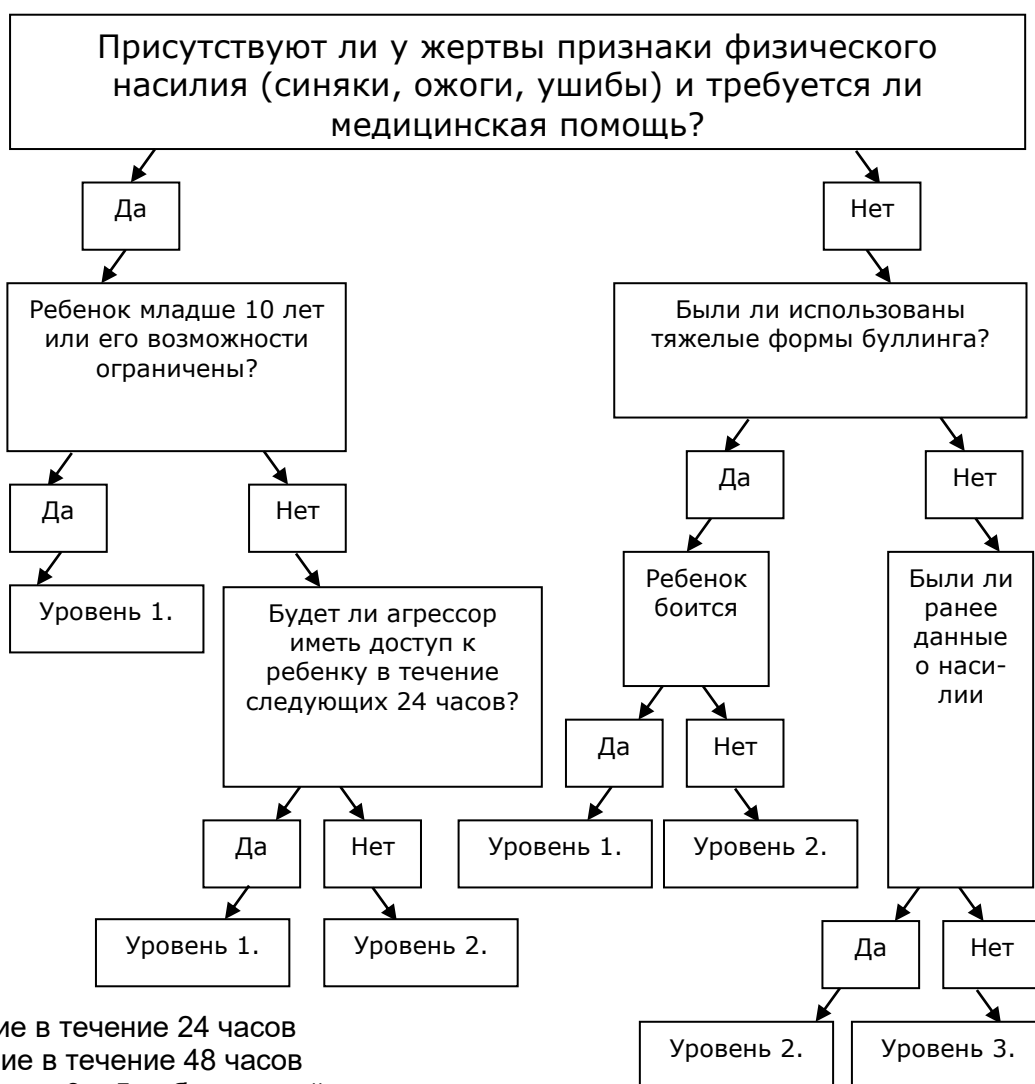 Присутствуют ли у жертвы признаки физического
насилия (синяки, ожоги, ушибы) и требуется ли
медицинская помощь?
Да
Нет
Ребенок младше 10 лет
или его возможности
ограничены?
Были ли использованы
тяжелые формы буллинга?
Да
Нет
Да
Нет
Уровень 1.
Будет ли агрессор
иметь доступ к
ребенку в течение
следующих 24 часов?
Ребенок
боится
Были ли
ранее
данные
о наси-
лии
Да
Нет
Да
Нет
Уровень 1.
Уровень 2.
Уровень 1.
Уровень 2.
Да
Нет
Уровень 2.
Уровень 3.
ие в течение 24 часов
ие в течение 48 часов